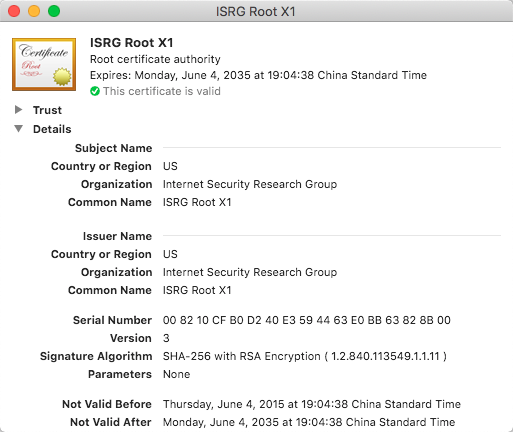 ISRG Root X1
Certificate
Root
ISRG Root X1
Root certificate authority
Expires: Monday, June 4, 2035 at 19:04:38 China Standard Time
This certificate is valid
Trust
Details
Subject Name
Country or Region US
Organization Internet Security Research Group
Common Name ISRG Root X1
Issuer Name
Country or Region US
Organization Internet Security Research Group
Common Name ISRG Root X1
Serial Number 00 82 10 CF B0 D2 40 E3 59 44 63 E0 BB 63 82 8B 00
Version 3
Signature Algorithm SHA-256 with RSA Encryption ( 1.2.840.113549.1.1.11 )
Parameters None
Not Valid Before Thursday, June 4, 2015 at 19:04:38 China Standard Time
Not Valid After Monday, June 4, 2035 at 19:04:38 China Standard Time